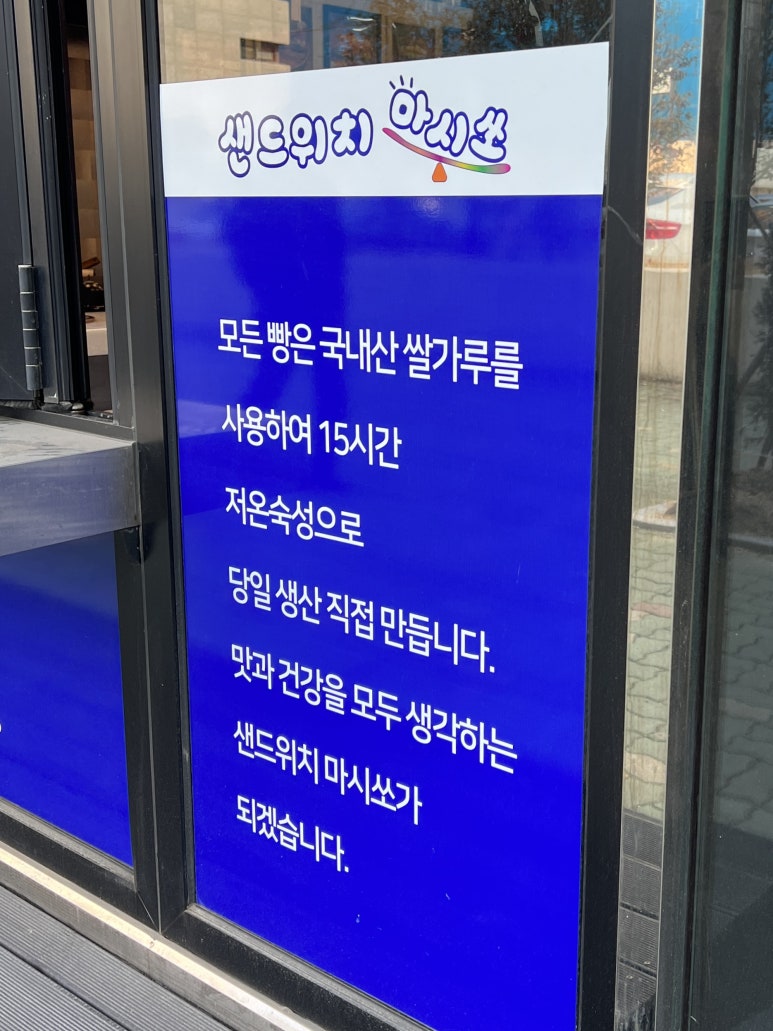 샌드위치 마시쏘
모든 빵은 국내산 쌀가루를
사용하여 15시간
저온숙성으로
당일 생산 직접 만듭니다.
맛과 건강을 모두 생각하는
샌드위치 마시쏘가
되겠습니다.